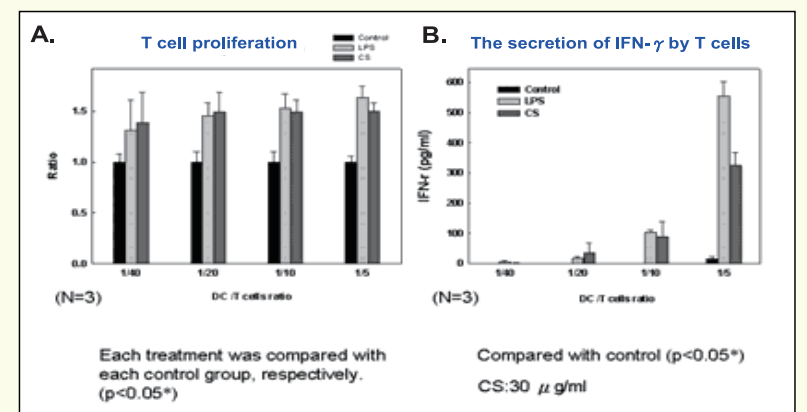 A.
T cell proliferation
Control
LPS
CS
Ratio
1.5
1.0
0.5
0.0
1/40
1/20
1/10
1/5
DC /T cells ratio
(N=3)
Each treatment was compared with
each control group, respectively.
(p<0.05*)
B.
The secretion of IFN-γ by T cells
Control
LPS
CS
IFN-r (pg/ml)
600
500
400
300
200
100
0
1/40
1/20
1/10
1/5
DC /T cells ratio
(N=3)
Compared with control (p<0.05*)
CS:30 μ g/ml